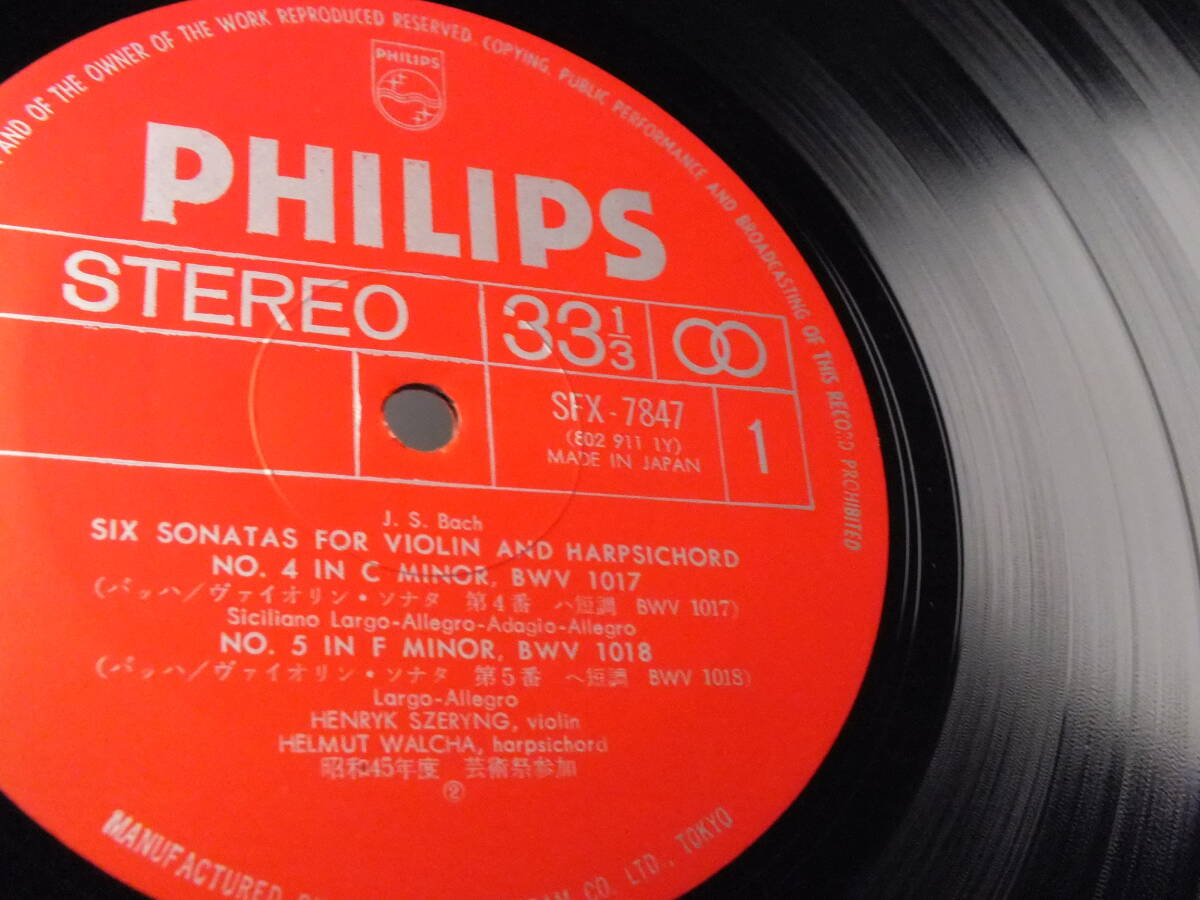 AND OF THE OWNER OF THE WORK REPRODUCED RESERVED. COPYING, PUBLIC PERFORMANCE AND BROADCASTING OF THIS RECORD PROHIBITED
PHILIPS
PHILIPS
STEREO
33 1/3
SFX-7847
(802 911 1Y)
MADE IN JAPAN
1
J. S. Bach
SIX SONATAS FOR VIOLIN AND HARPSICHORD
NO. 4 IN C MINOR, BWV 1017
(バッハ/ヴァイオリン・ソナタ 第4番 ハ短調 BWV 1017)
Siciliano Largo-Allegro-Adagio-Allegro
NO. 5 IN F MINOR, BWV 1018
(バッハ/ヴァイオリン・ソナタ 第5番 ヘ短調 BWV 1018)
Largo-Allegro
HENRYK SZERYNG, violin
HELMUT WALCHA, harpsichord
昭和45年度 芸術祭参加
②
MANUFACTURED CO. LTD., TOKYO